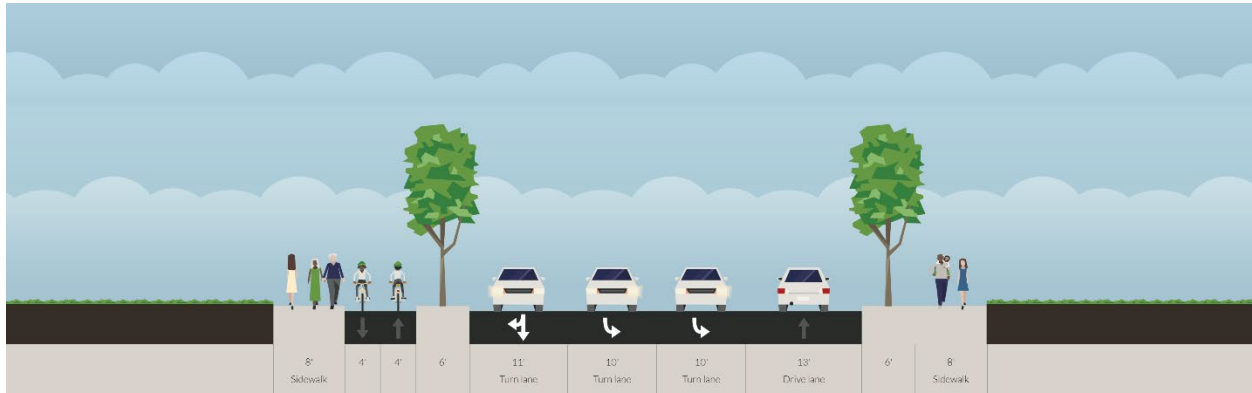 8'
Sidewalk
4'
4'
6'
11'
Turn lane
10'
Turn lane
10'
Turn lane
13'
Drive lane
6'
8'
Sidewalk